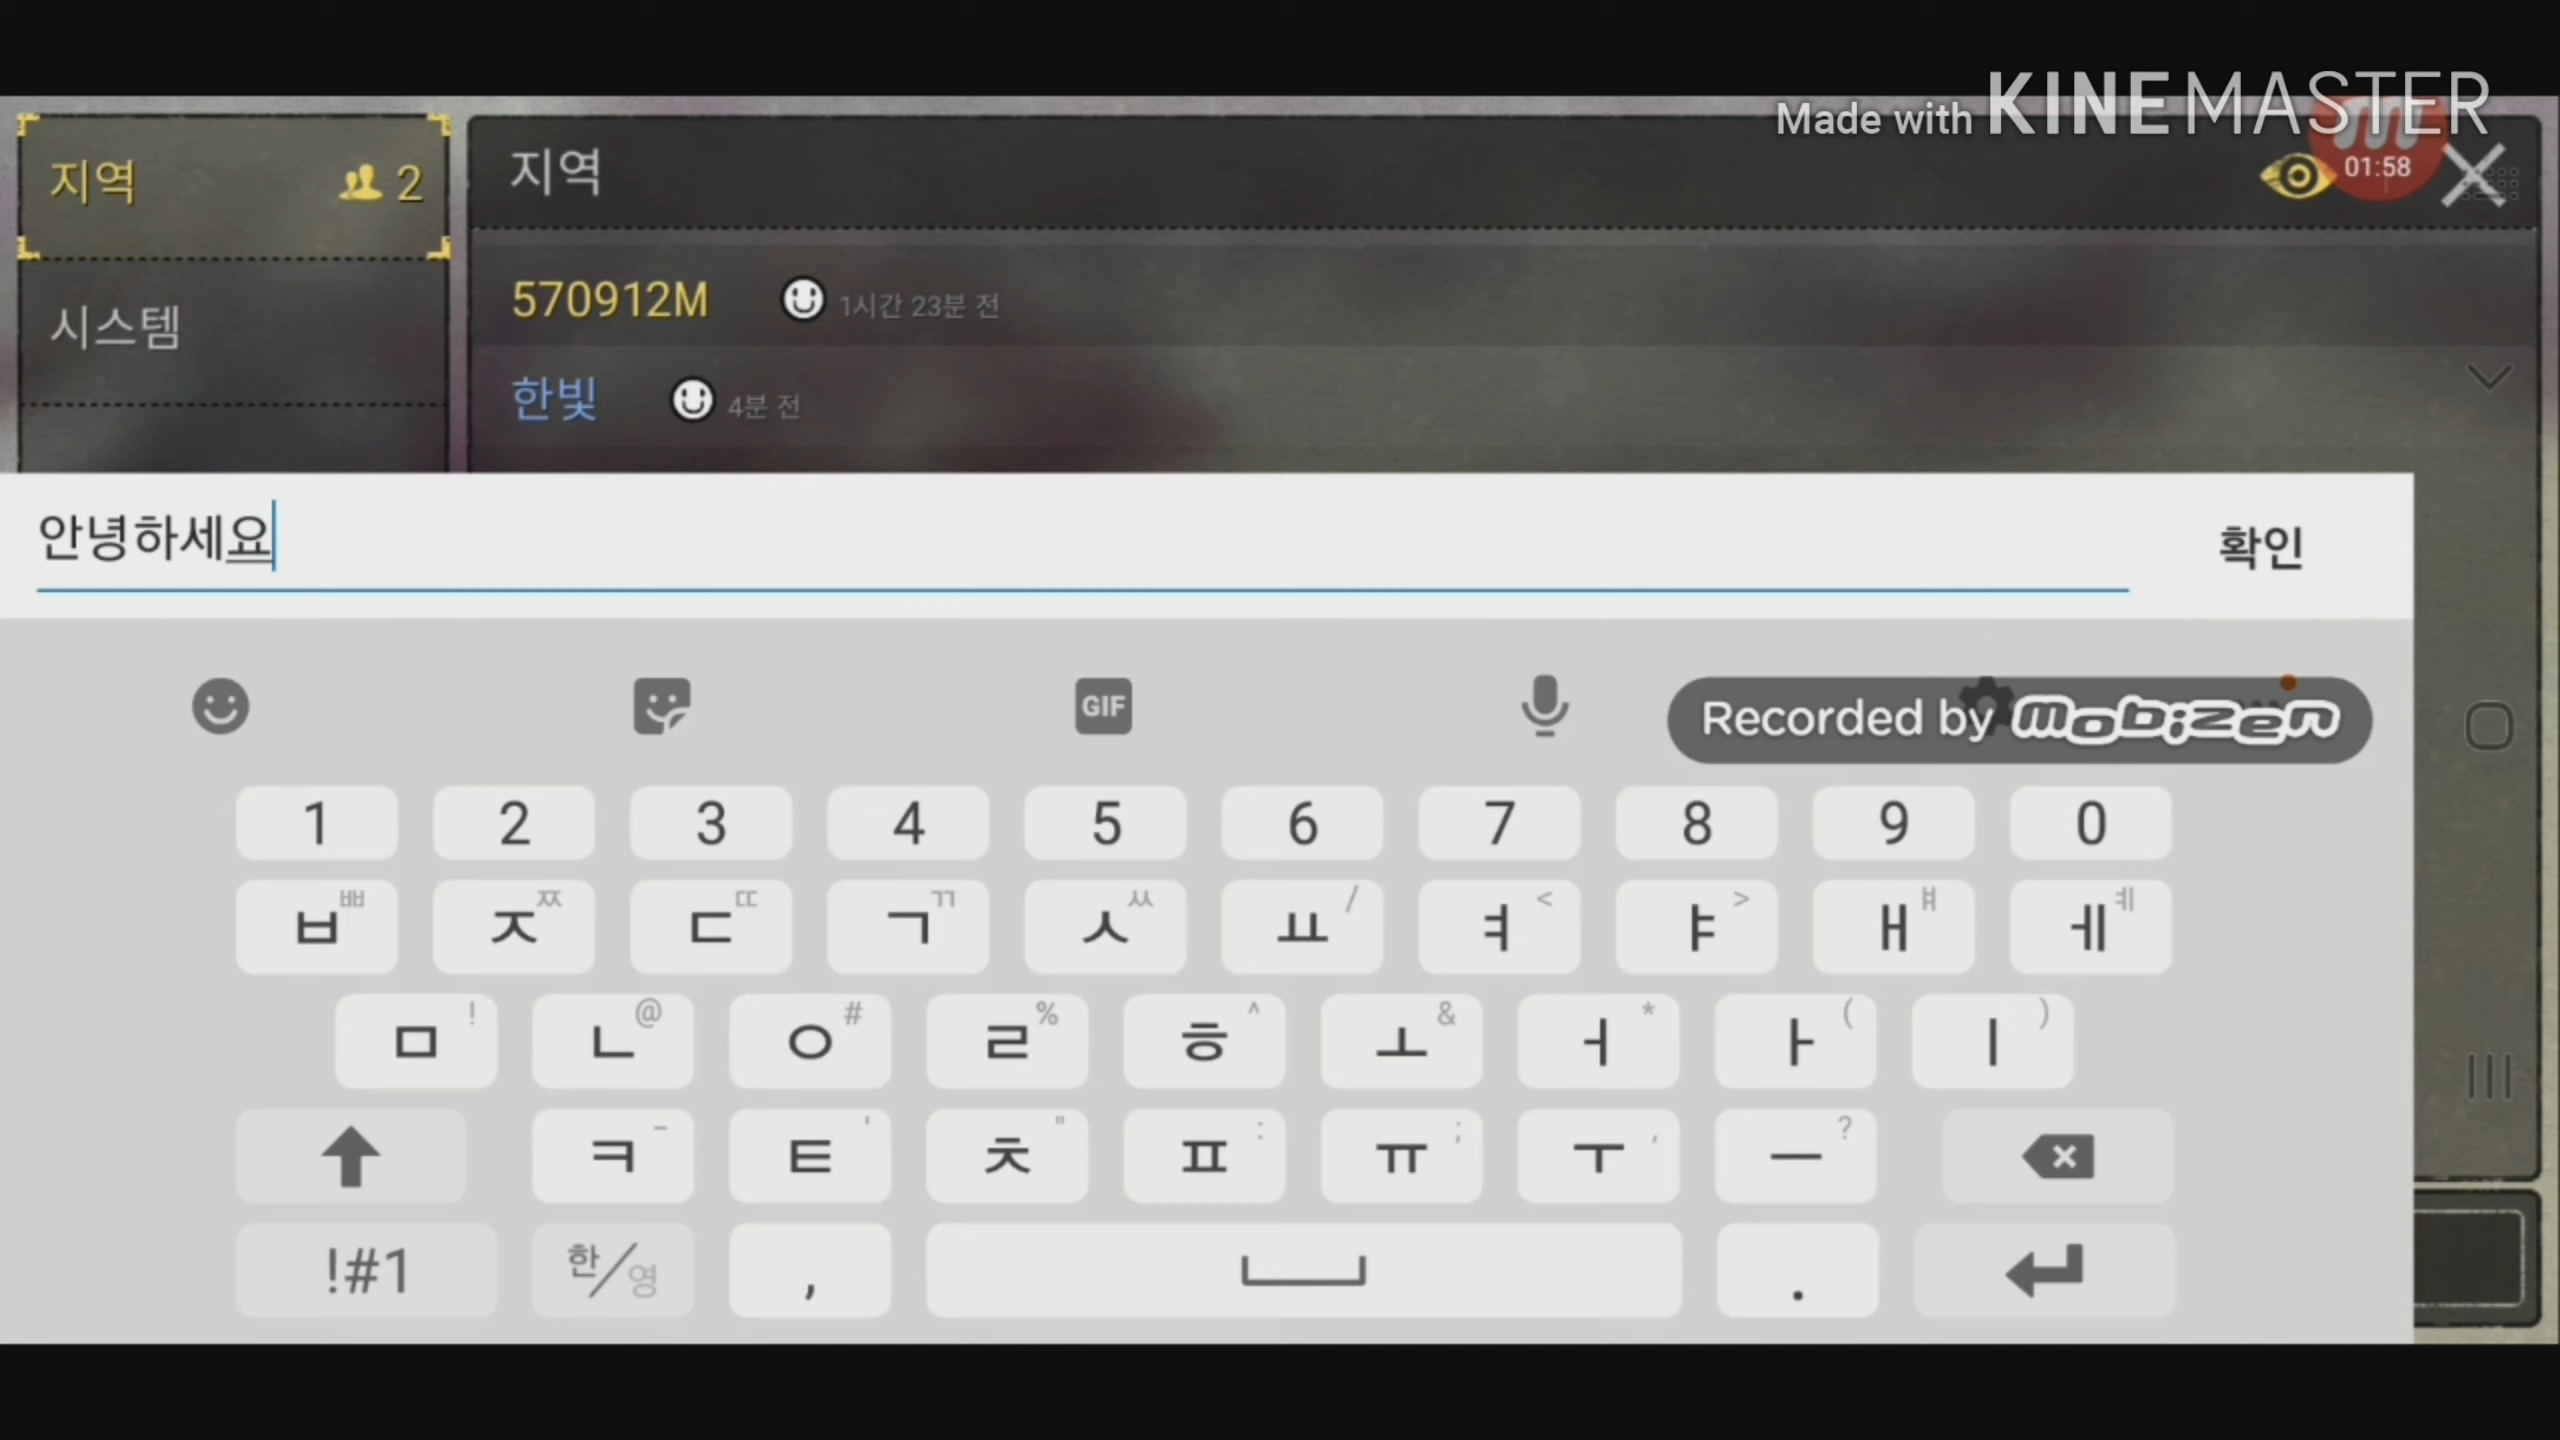 Made with KINEMASTER
지역 2
지역
01:58
시스템
570912M 1시간 23분 전
한빛 4분 전
안녕하세요
확인
GIF
Recorded by mobizen
1 2 3 4 5 6 7 8 9 0
ㅂ ㅃ ㅈ ㅉ ㄷ ㄸ ㄱ ㄲ ㅅ ㅆ ㅛ / ㅕ < ㅑ > ㅐ ㅒ ㅔ ㅖ
ㅁ ! ㄴ @ ㅇ # ㄹ % ㅎ ^ ㅗ & ㅓ * ㅏ ( ㅣ )
ㅋ - ㅌ ' ㅊ " ㅍ : ㅠ ; ㅜ , ㅡ ?
!#1 한/영 , .